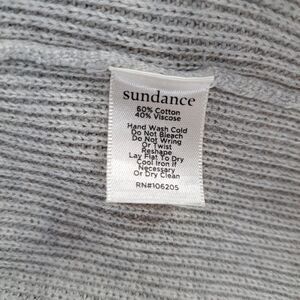 sundance
60% Cotton
40% Viscose
Hand Wash Cold
Do Not Bleach
Do Not Wring
Or Twist
Reshape
Lay Flat To Dry
Cool Iron If
Necessary
Or Dry Clean
RN#106205